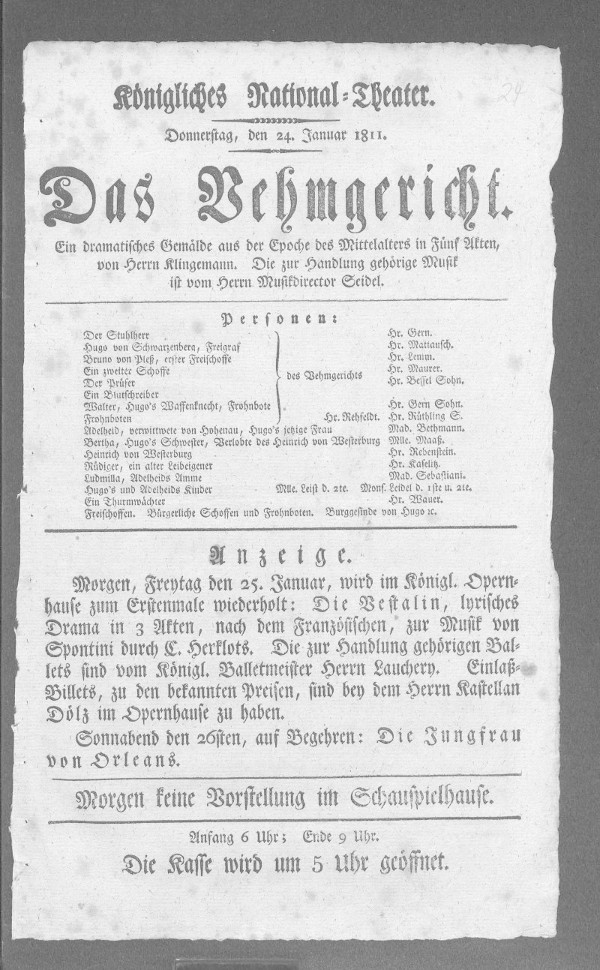 24
Königliches National-Theater.
Donnerstag, den 24. Januar 1811.
Das Vehmgericht.
Ein dramatisches Gemälde aus der Epoche des Mittelalters in Fünf Akten,
von Herrn Klingemann. Die zur Handlung gehörige Musik
ist vom Herrn Musikdirector Seidel.
Personen:
Der Stuhlherr Hr. Gern.
Hugo von Schwarzenberg, Freigraf Hr. Mattausch.
Bruno von Pleß, erster Freischoffe Hr. Lemm.
Ein zweiter Schoffe Hr. Maurer.
Der Prüfer des Vehmgerichts Hr. Bessel Sohn.
Ein Blutschreiber
Walter, Hugo's Waffenknecht, Frohnbote Hr. Gern Sohn.
Frohnboten Hr. Rehfeldt. Hr. Rüthling S.
Adelheid, verwittwete von Hohenau, Hugo's jetzige Frau Mad. Bethmann.
Bertha, Hugo's Schwester, Verlobte des Heinrich von Westerburg Mlle. Maaß.
Heinrich von Westerburg Hr. Rebenstein.
Rüdiger, ein alter Leibeigener Hr. Kaselitz.
Ludmilla, Adelheids Amme Mad. Sebastiani.
Hugo's und Adelheids Kinder Mlle. Leist d. 2te. Mons. Leidel d. 1ste u. 2te.
Ein Thurmwächter Hr. Wauer.
Freischoffen. Bürgerliche Schoffen und Frohnboten. Burggesinde von Hugo ꝛc.
Anzeige.
Morgen, Freytag den 25. Januar, wird im Königl. Opern-
hause zum Erstenmale wiederholt: Die Vestalin, lyrisches
Drama in 3 Akten, nach dem Französischen, zur Musik von
Spontini durch C. Herklots. Die zur Handlung gehörigen Bal-
lets sind vom Königl. Balletmeister Herrn Lauchery. Einlaß-
Billets, zu den bekannten Preisen, sind bey dem Herrn Kastellan
Dölz im Opernhause zu haben.
Sonnabend den 26sten, auf Begehren: Die Jungfrau
von Orleans.
Morgen keine Vorstellung im Schauspielhause.
Anfang 6 Uhr; Ende 9 Uhr.
Die Kasse wird um 5 Uhr geöffnet.